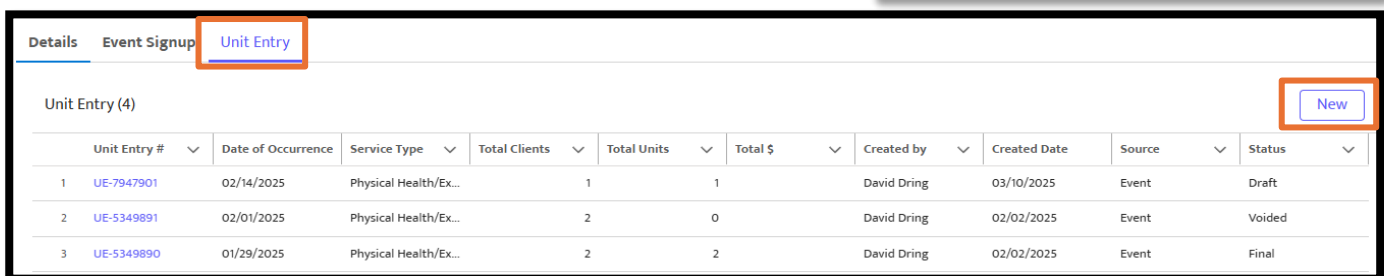 Details Event Signup Unit Entry
Unit Entry (4) New
Unit Entry # Date of Occurrence Service Type Total Clients Total Units Total $ Created by Created Date Source Status
1 UE-7947901 02/14/2025 Physical Health/Ex... 1 1 David Dring 03/10/2025 Event Draft
2 UE-5349891 02/01/2025 Physical Health/Ex... 2 0 David Dring 02/02/2025 Event Voided
3 UE-5349890 01/29/2025 Physical Health/Ex... 2 2 David Dring 02/02/2025 Event Final